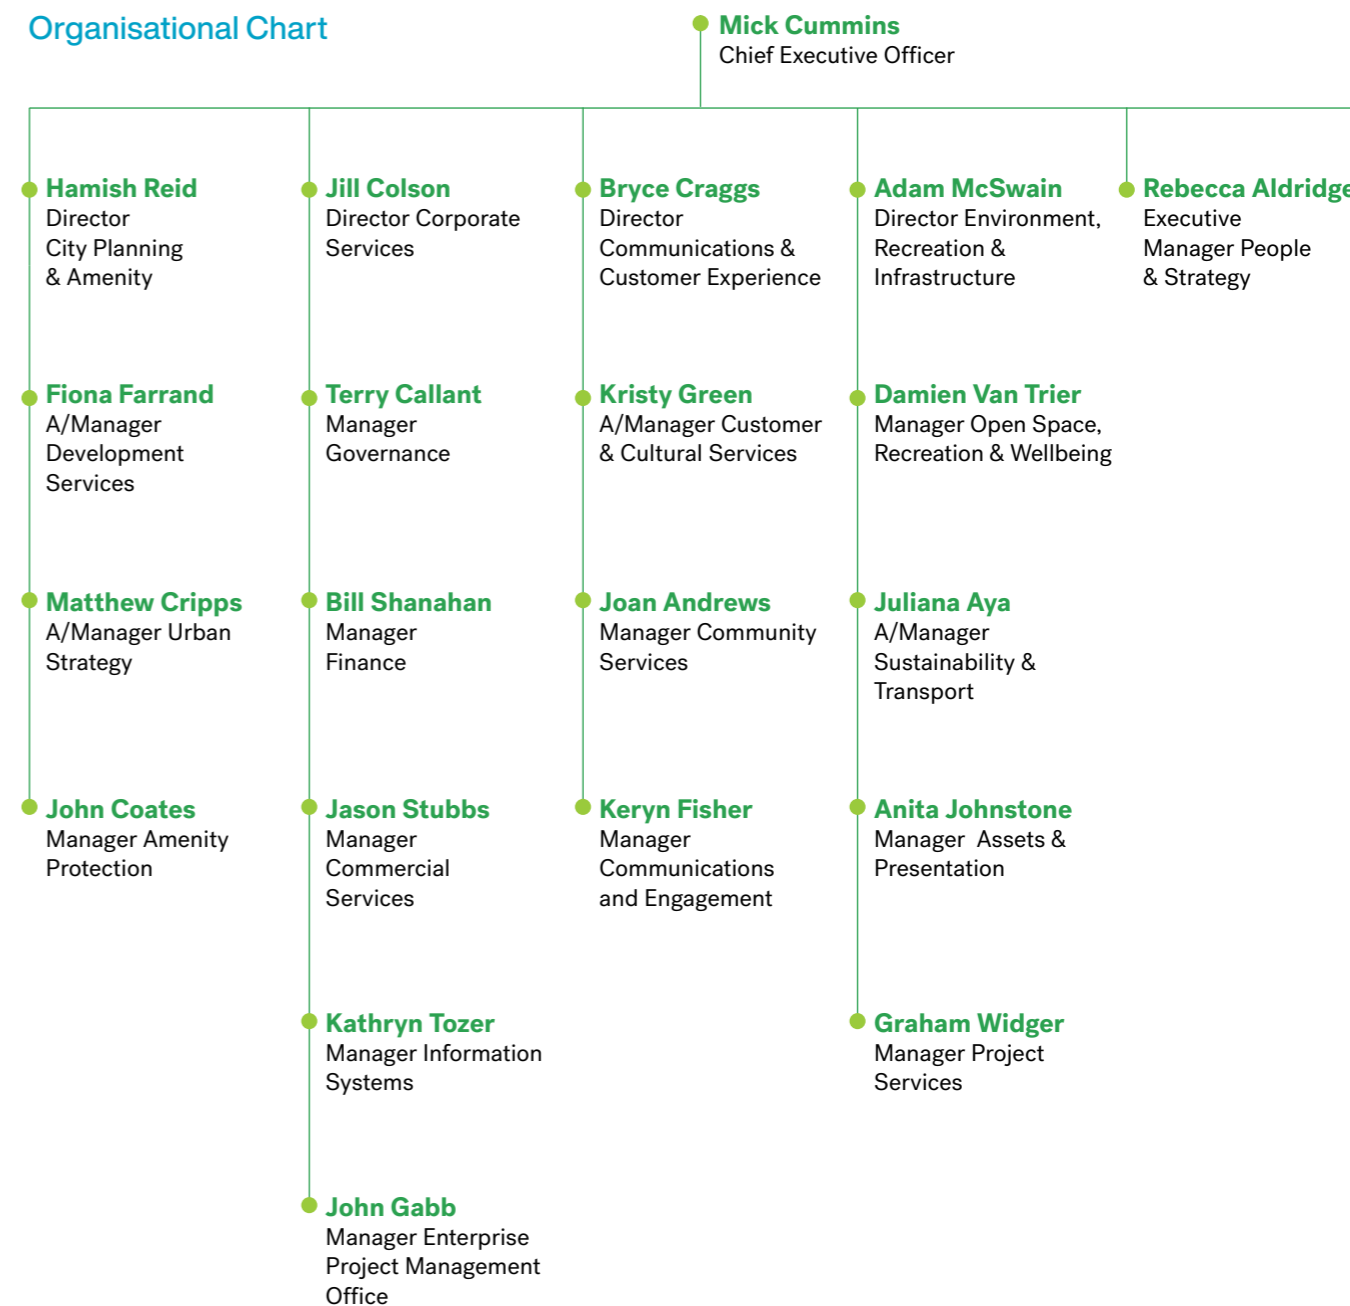 Organisational Chart
Mick Cummins
Chief Executive Officer
Hamish Reid
Director
City Planning
& Amenity
Jill Colson
Director Corporate
Services
Bryce Craggs
Director
Communications &
Customer Experience
Adam McSwain
Director Environment,
Recreation &
Infrastructure
Rebecca Aldridge
Executive
Manager People
& Strategy
Fiona Farrand
A/Manager
Development
Services
Terry Callant
Manager
Governance
Kristy Green
A/Manager Customer
& Cultural Services
Damien Van Trier
Manager Open Space,
Recreation & Wellbeing
Matthew Cripps
A/Manager Urban
Strategy
Bill Shanahan
Manager
Finance
Joan Andrews
Manager Community
Services
Juliana Aya
A/Manager
Sustainability &
Transport
John Coates
Manager Amenity
Protection
Jason Stubbs
Manager
Commercial
Services
Keryn Fisher
Manager
Communications
and Engagement
Anita Johnstone
Manager  Assets &
Presentation
Kathryn Tozer
Manager Information
Systems
Graham Widger
Manager Project
Services
John Gabb
Manager Enterprise
Project Management
Office